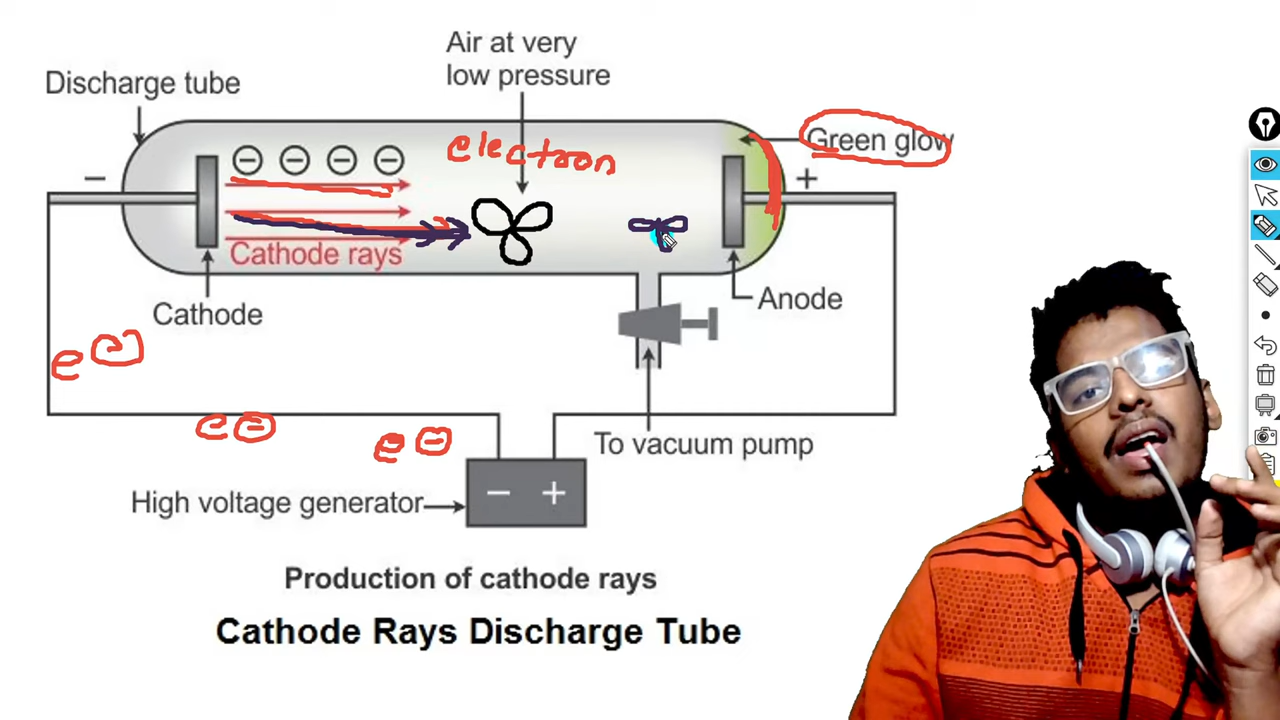 Air at very
low pressure
Discharge tube
electron
Green glow
−
+
− − − −
Cathode rays
Cathode
Anode
e −
e −
e −
To vacuum pump
High voltage generator
− +
Production of cathode rays
Cathode Rays Discharge Tube